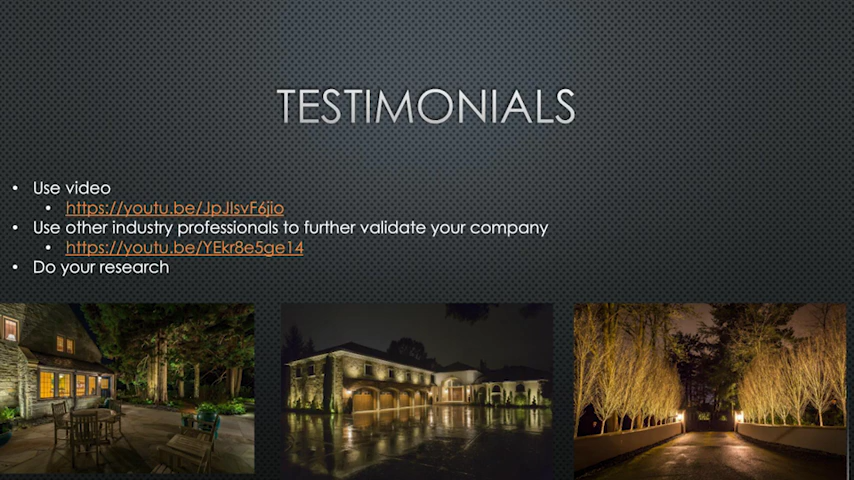 TESTIMONIALS
• Use video
• https://youtu.be/JpJIsvF6jio
• Use other industry professionals to further validate your company
• https://youtu.be/YEkr8e5ge14
• Do your research